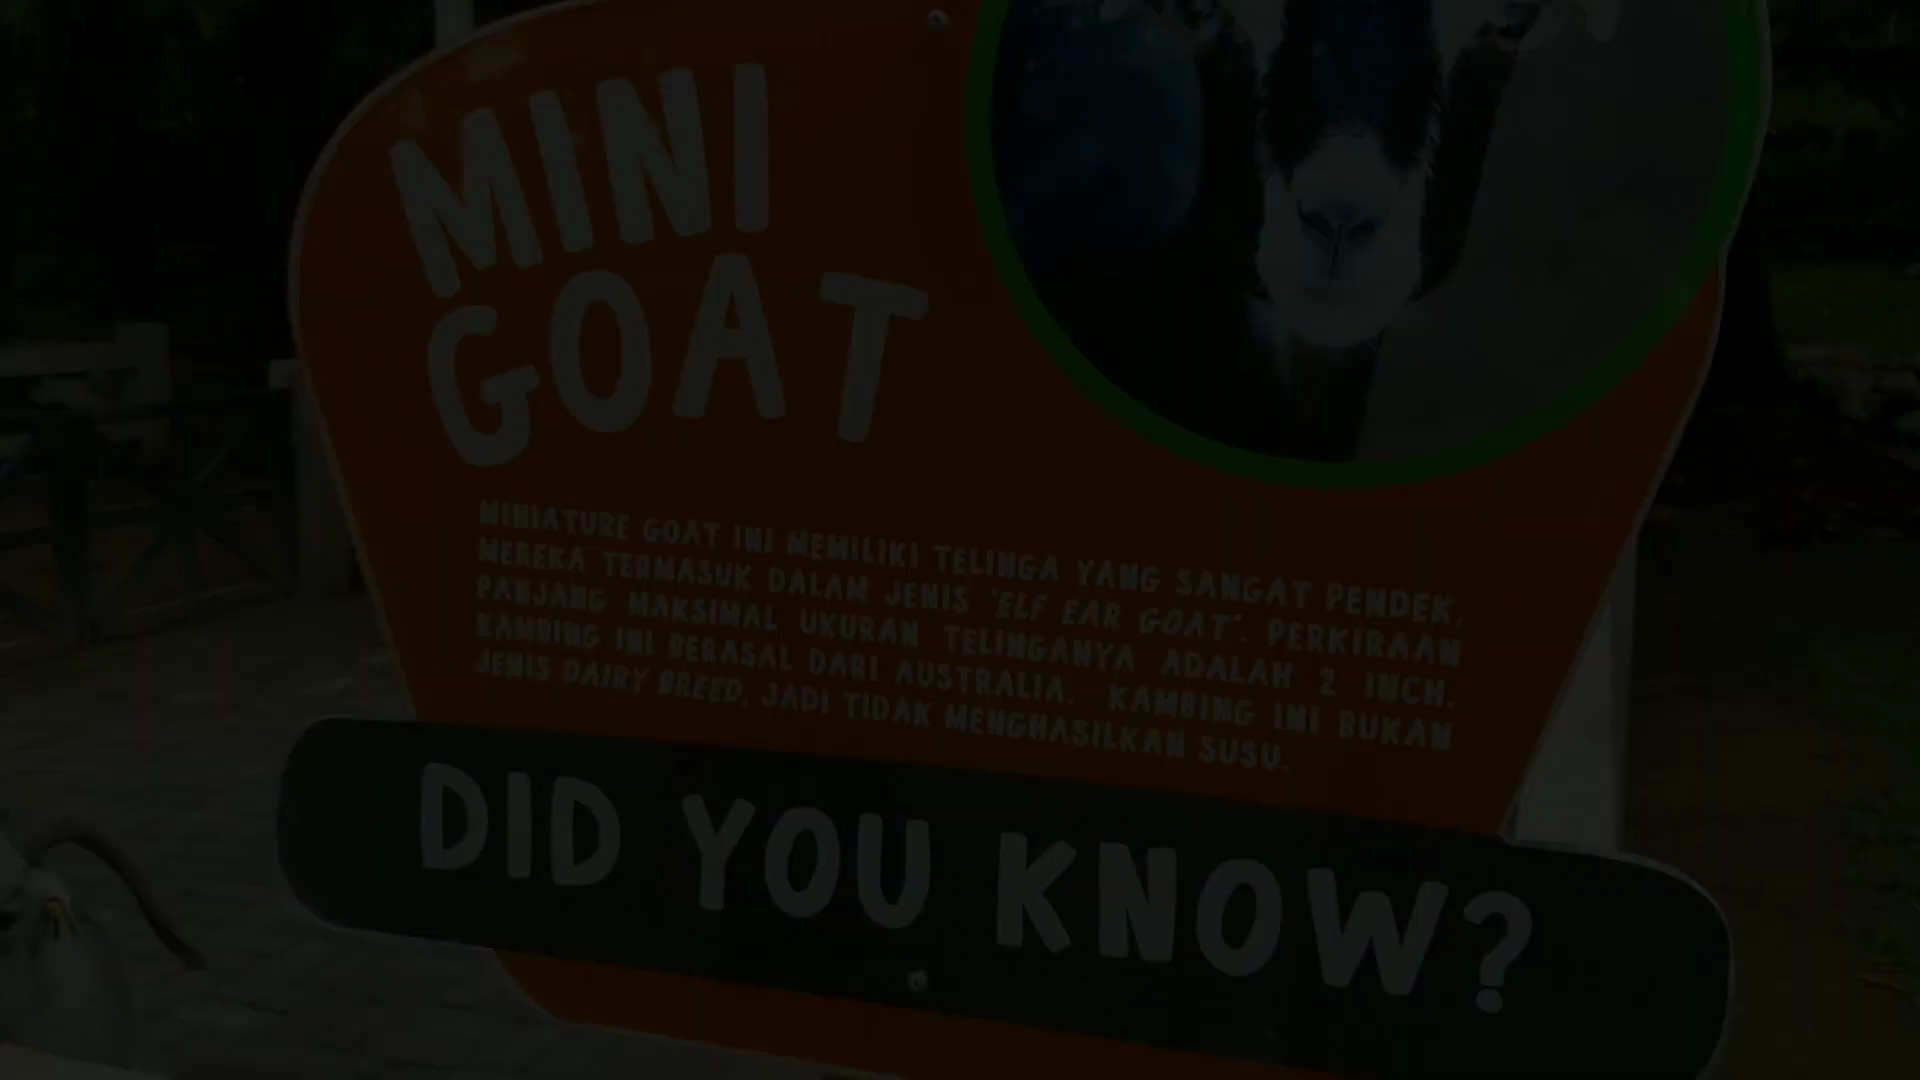 MINI
GOAT
MINIATURE GOAT INI MEMILIKI TELINGA YANG SANGAT PENDEK,
MEREKA TERMASUK DALAM JENIS 'ELF EAR GOAT'. PERKIRAAN
PANJANG MAKSIMAL UKURAN TELINGANYA ADALAH 2 INCH.
KAMBING INI BERASAL DARI AUSTRALIA. KAMBING INI BUKAN
JENIS DAIRY BREED, JADI TIDAK MENGHASILKAN SUSU.
DID YOU KNOW?